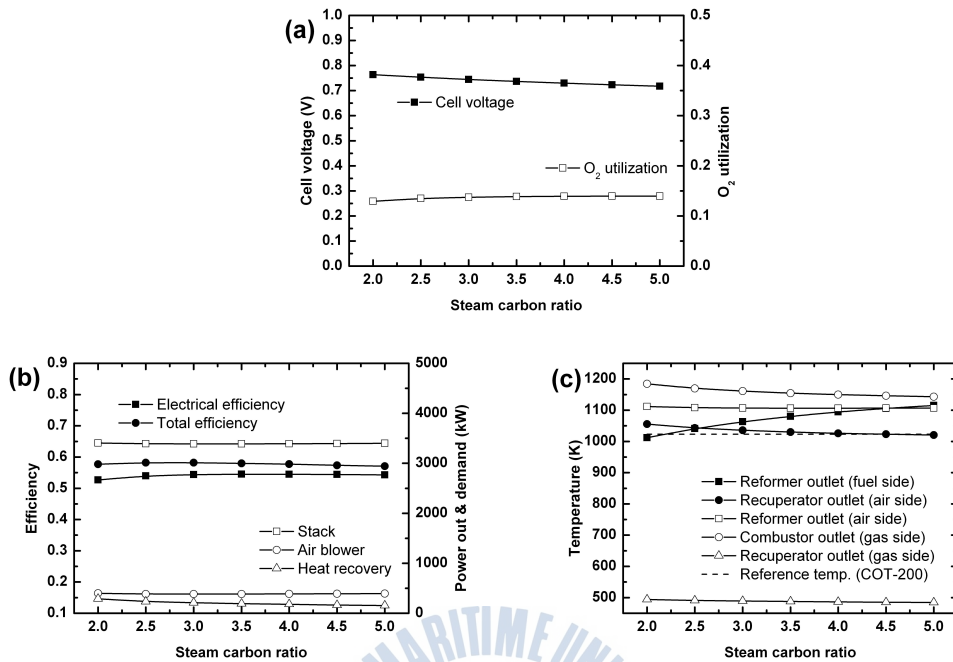 (a)
1.0
0.9
0.8
0.7
0.6
0.5
0.4
0.3
0.2
0.1
0.0
Cell voltage (V)
0.5
0.4
0.3
0.2
0.1
0.0
O2 utilization
Cell voltage
O2 utilization
2.0 2.5 3.0 3.5 4.0 4.5 5.0
Steam carbon ratio
(b)
0.9
0.8
0.7
0.6
0.5
0.4
0.3
0.2
0.1
Efficiency
5000
4000
3000
2000
1000
0
Power out & demand (kW)
Electrical efficiency
Total efficiency
Stack
Air blower
Heat recovery
2.0 2.5 3.0 3.5 4.0 4.5 5.0
Steam carbon ratio
(c)
1200
1100
1000
900
800
700
600
500
Temperature (K)
Reformer outlet (fuel side)
Recuperator outlet (air side)
Reformer outlet (air side)
Combustor outlet (gas side)
Recuperator outlet (gas side)
Reference temp. (COT-200)
2.0 2.5 3.0 3.5 4.0 4.5 5.0
Steam carbon ratio
MARITIME UN